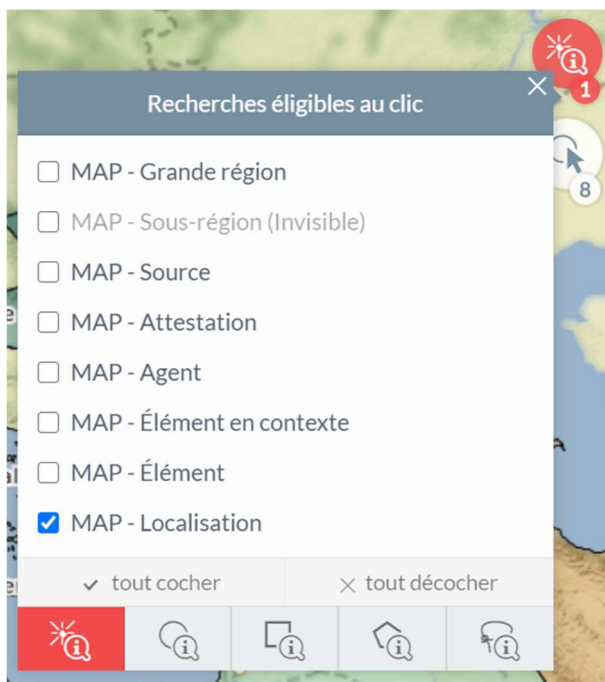 Recherches éligibles au clic
1
MAP - Grande région
8
MAP - Sous-région (Invisible)
MAP - Source
MAP - Attestation
MAP - Agent
MAP - Élément en contexte
MAP - Élément
MAP - Localisation
tout cocher
tout décocher